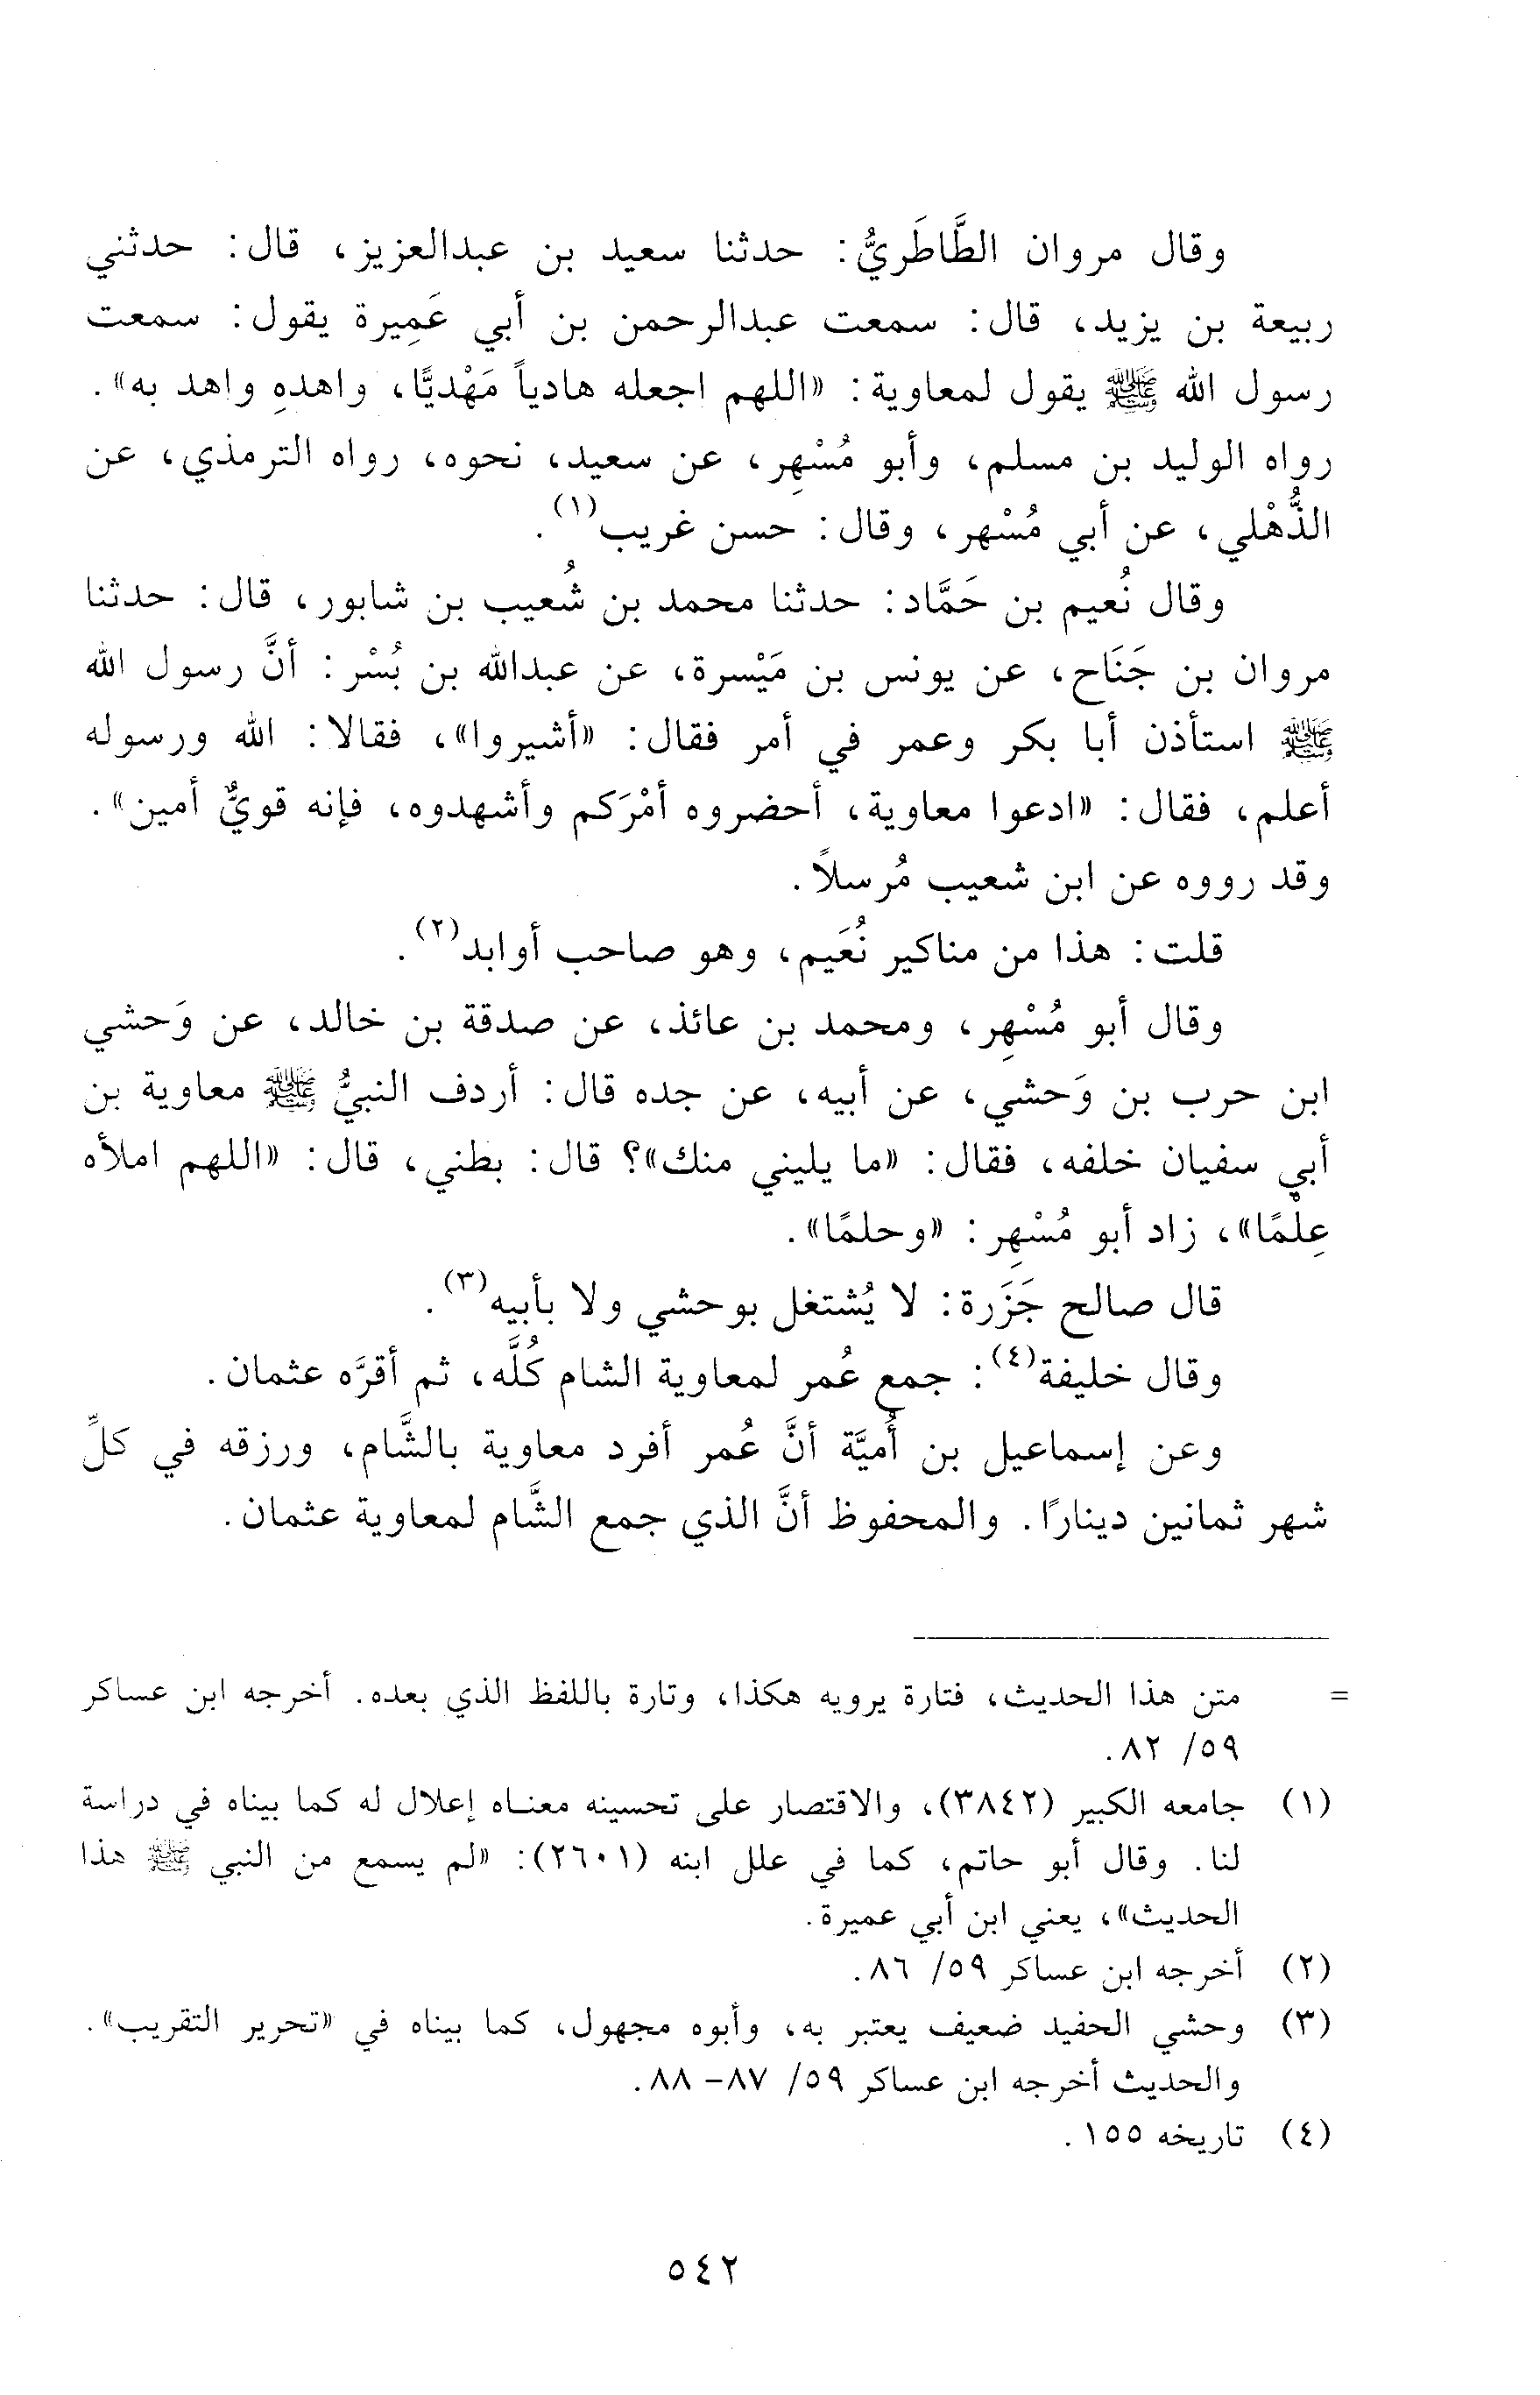 وقال مروان الطَّاطَريُّ: حدثنا سعيد بن عبدالعزيز، قال: حدثني
ربيعة بن يزيد، قال: سمعت عبدالرحمن بن أبي عَمِيرة يقول: سمعت
رسول الله ﷺ يقول لمعاوية: «اللهم اجعله هادياً مَهْديًّا، واهدهِ واهد به».
رواه الوليد بن مسلم، وأبو مُسْهِر، عن سعيد، نحوه، رواه الترمذي، عن
الذُّهْلي، عن أبي مُسْهر، وقال: حسن غريب(١).
وقال نُعيم بن حَمَّاد: حدثنا محمد بن شُعيب بن شابور، قال: حدثنا
مروان بن جَنَاح، عن يونس بن مَيْسرة، عن عبدالله بن بُسْر: أنَّ رسول الله
ﷺ استأذن أبا بكر وعمر في أمر فقال: «أشيروا»، فقالا: الله ورسوله
أعلم، فقال: «ادعوا معاوية، أحضروه أمْرَكم وأشهدوه، فإنه قويٌّ أمين».
وقد رووه عن ابن شعيب مُرسلاً.
قلت: هذا من مناكير نُعَيم، وهو صاحب أوابد(٢).
وقال أبو مُسْهِر، ومحمد بن عائذ، عن صدقة بن خالد، عن وَحشي
ابن حرب بن وَحشي، عن أبيه، عن جده قال: أردف النبيُّ ﷺ معاوية بن
أبي سفيان خلفه، فقال: «ما يليني منك»؟ قال: بطني، قال: «اللهم املأه
عِلْمًا»، زاد أبو مُسْهِر: «وحلمًا».
قال صالح جَزَرة: لا يُشتغل بوحشي ولا بأبيه(٣).
وقال خليفة(٤): جمع عُمر لمعاوية الشام كُلَّه، ثم أقرَّه عثمان.
وعن إسماعيل بن أُميَّة أنَّ عُمر أفرد معاوية بالشَّام، ورزقه في كلِّ
شهر ثمانين دينارًا. والمحفوظ أنَّ الذي جمع الشَّام لمعاوية عثمان.
= متن هذا الحديث، فتارة يرويه هكذا، وتارة باللفظ الذي بعده. أخرجه ابن عساكر
٥٩/ ٨٢.
(١) جامعه الكبير (٣٨٤٢)، والاقتصار على تحسينه معناه إعلال له كما بيناه في دراسة
لنا. وقال أبو حاتم، كما في علل ابنه (٢٦٠١): «لم يسمع من النبي ﷺ هذا
الحديث»، يعني ابن أبي عميرة.
(٢) أخرجه ابن عساكر ٥٩/ ٨٦.
(٣) وحشي الحفيد ضعيف يعتبر به، وأبوه مجهول، كما بيناه في «تحرير التقريب».
والحديث أخرجه ابن عساكر ٥٩/ ٨٧- ٨٨.
(٤) تاريخه ١٥٥.
٥٤٢